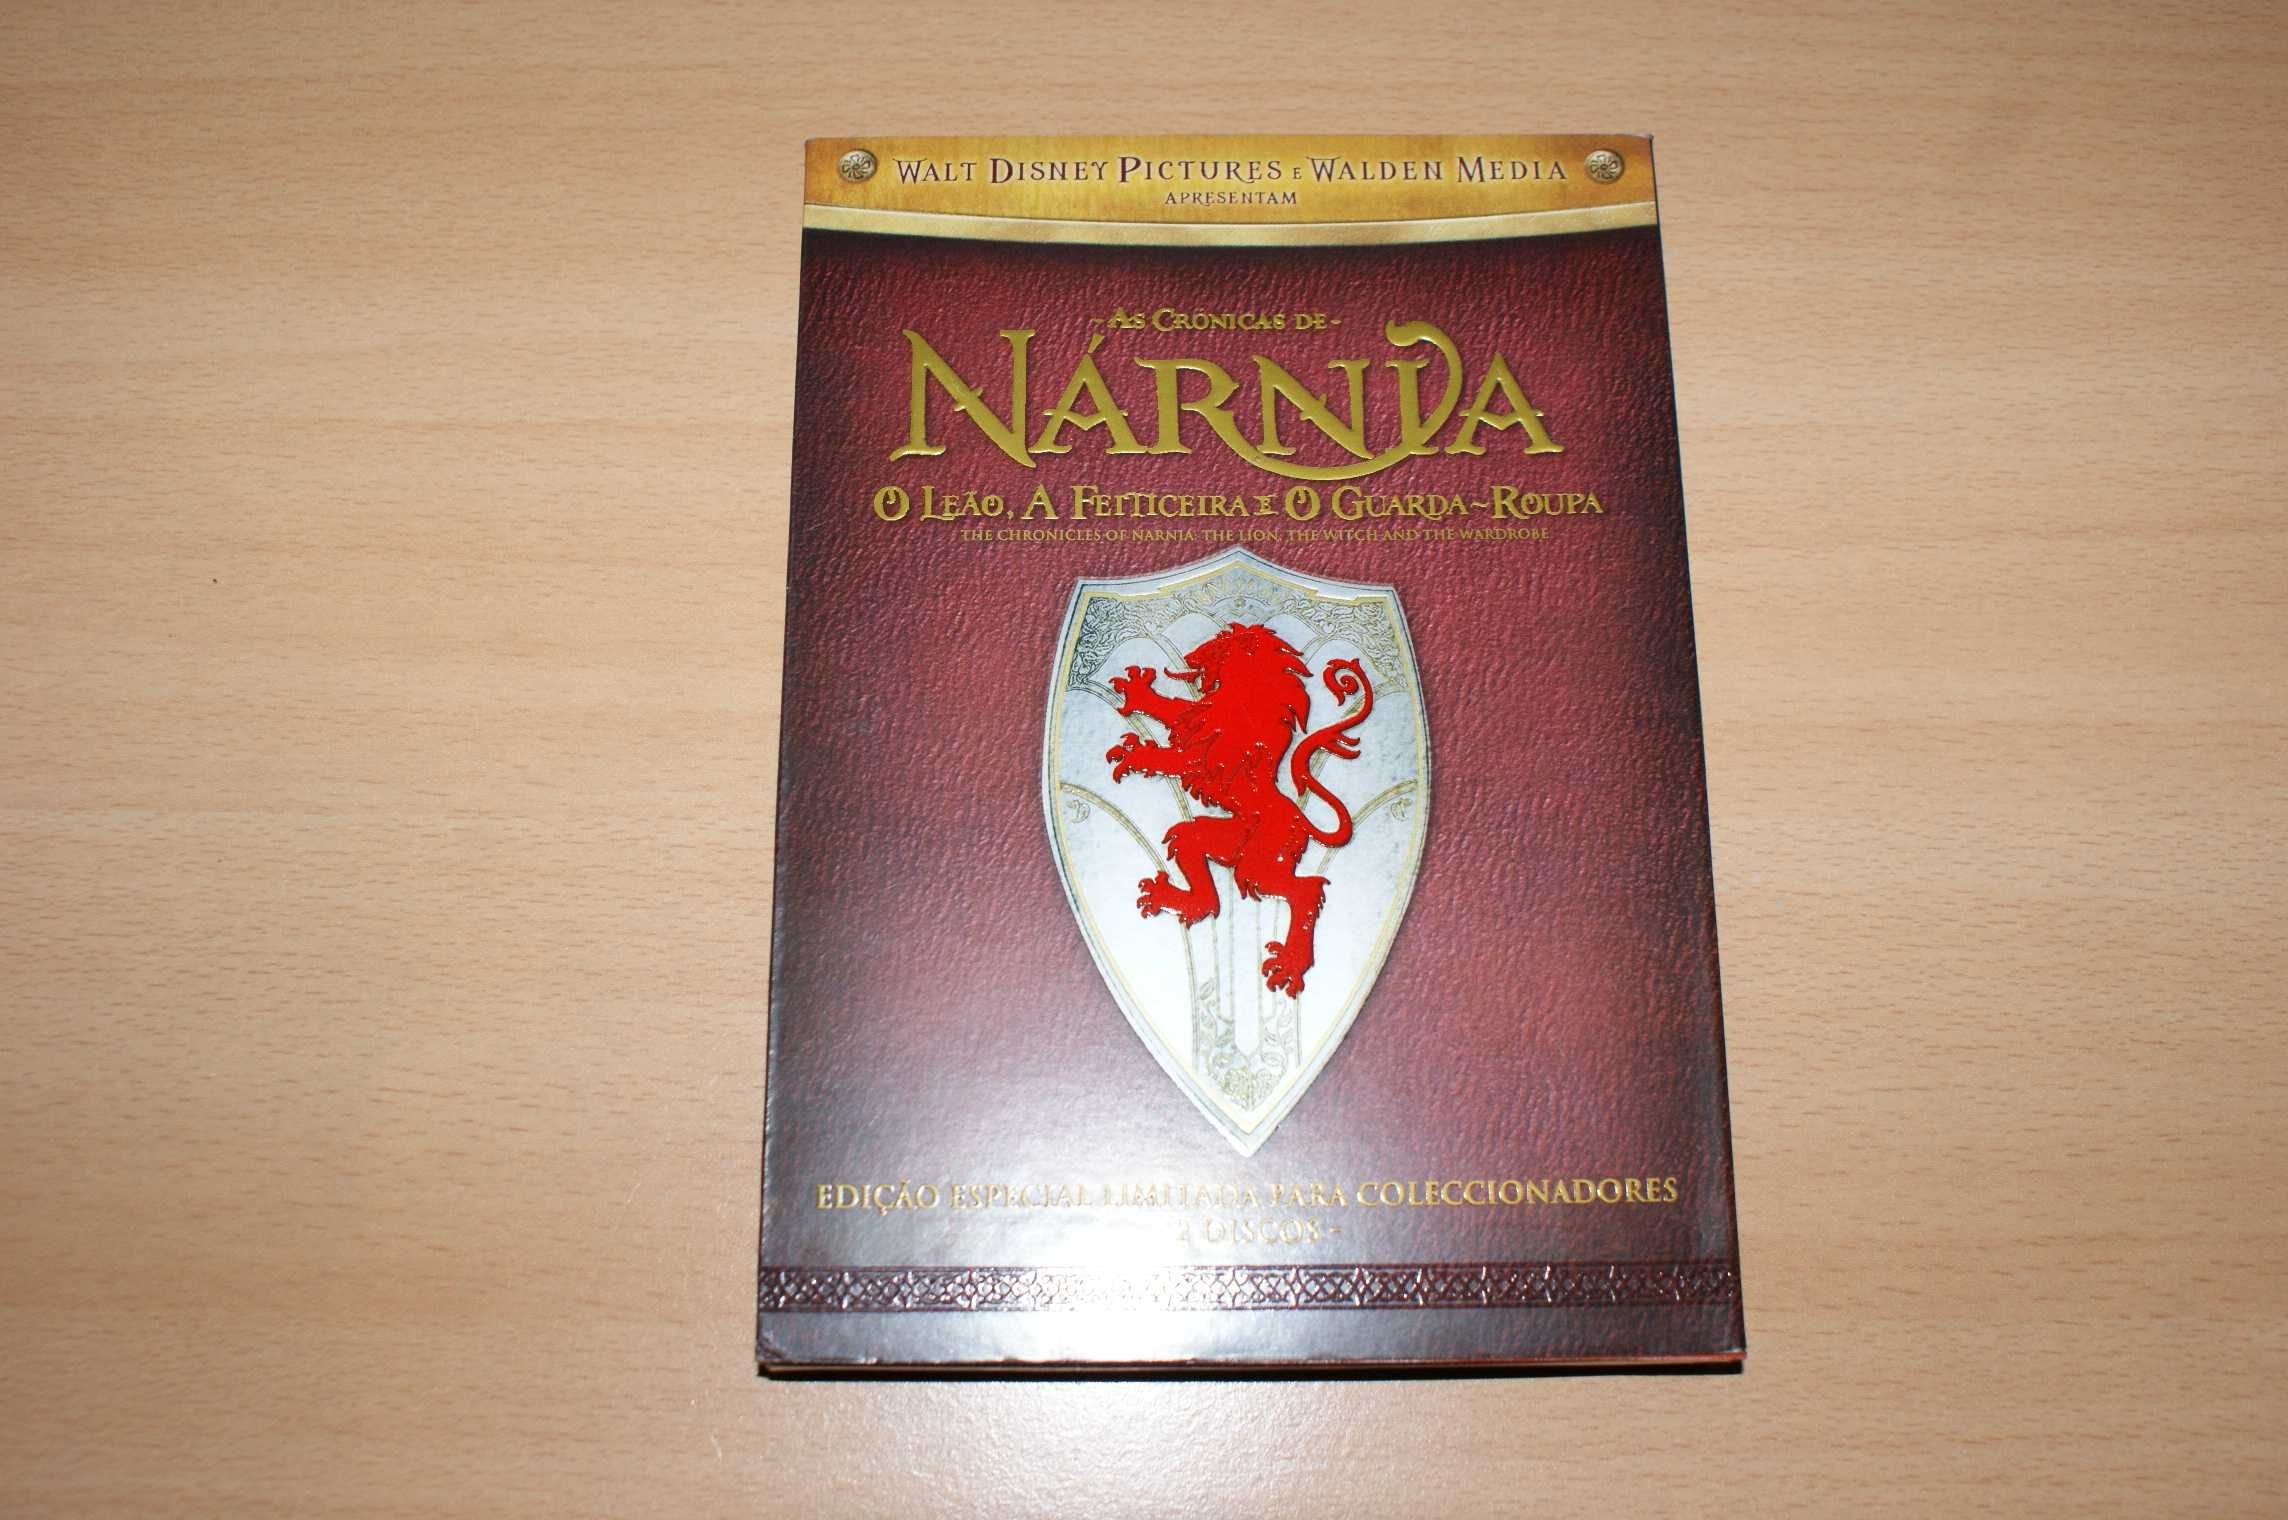 WALT DISNEY PICTURES E WALDEN MEDIA
APRESENTAM
~AS CRÓNICAS DE~
NÁRNIA
O LEÃO, A FEITICEIRA E O GUARDA~ROUPA
THE CHRONICLES OF NARNIA: THE LION, THE WITCH AND THE WARDROBE
EDIÇÃO ESPECIAL LIMITADA PARA COLECCIONADORES
2 DISCOS ~